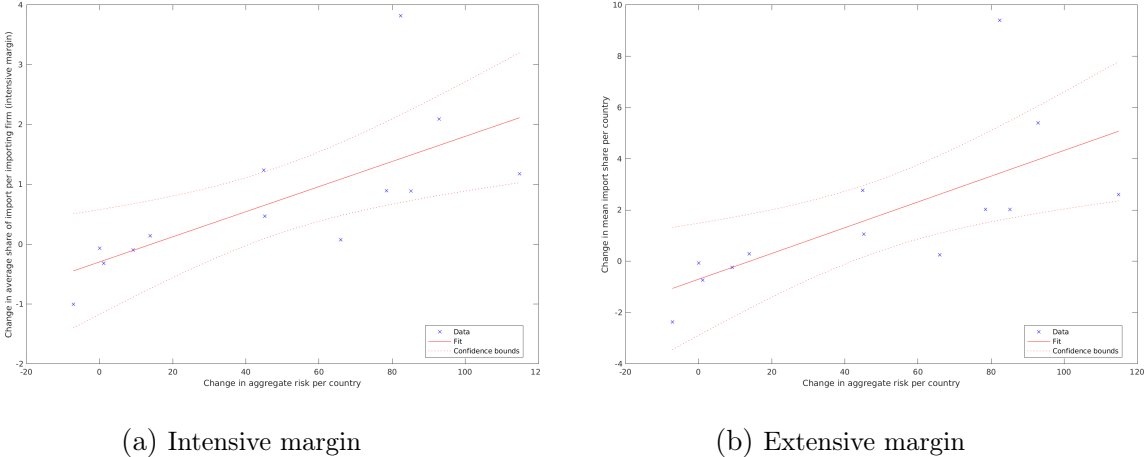 4
3
2
1
0
-1
-2
-20
0
20
40
60
80
100
12
Change in average share of import per importing firm (intensive margin)
Change in aggregate risk per country
Data
Fit
Confidence bounds
(a) Intensive margin
10
8
6
4
2
0
-2
-4
-20
0
20
40
60
80
100
120
Change in mean import share per country
Change in aggregate risk per country
Data
Fit
Confidence bounds
(b) Extensive margin